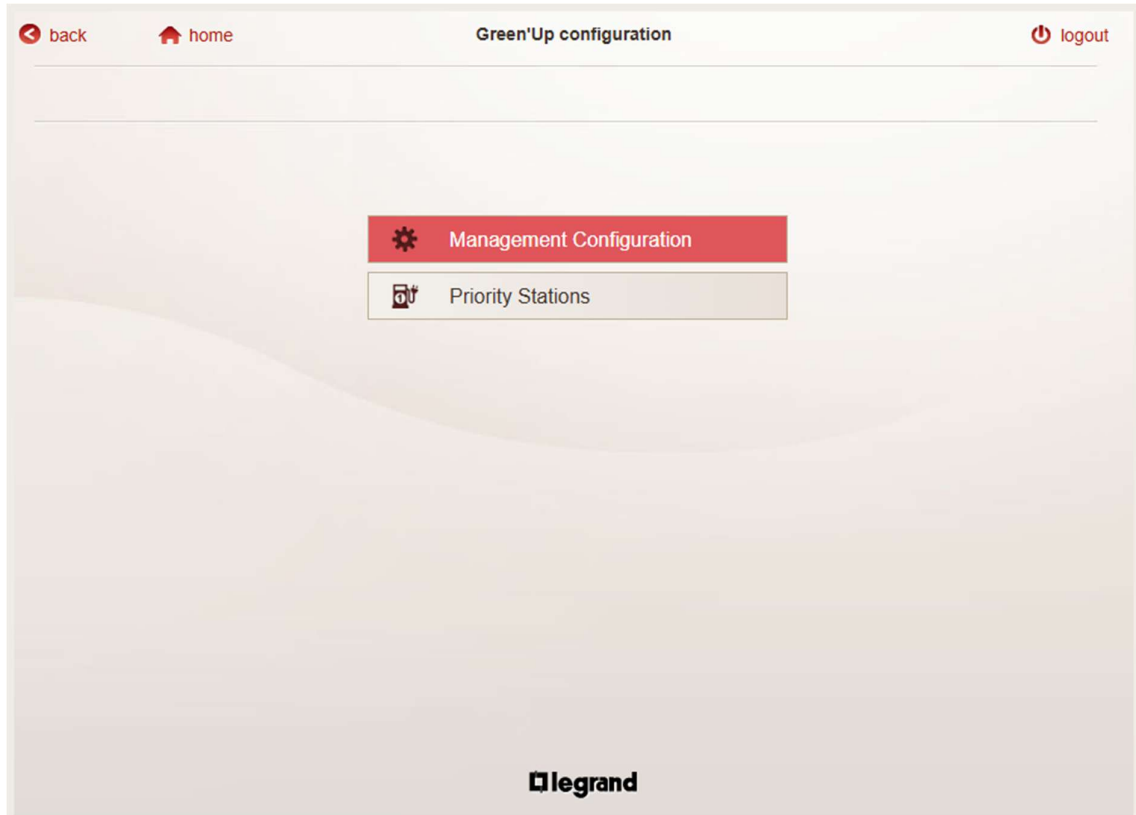 back home Green'Up configuration logout
Management Configuration
Priority Stations
legrand